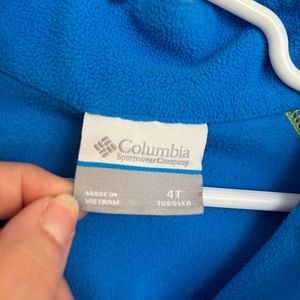 Columbia
Sportswear Company
MADE IN 4T
VIETNAM TODDLER